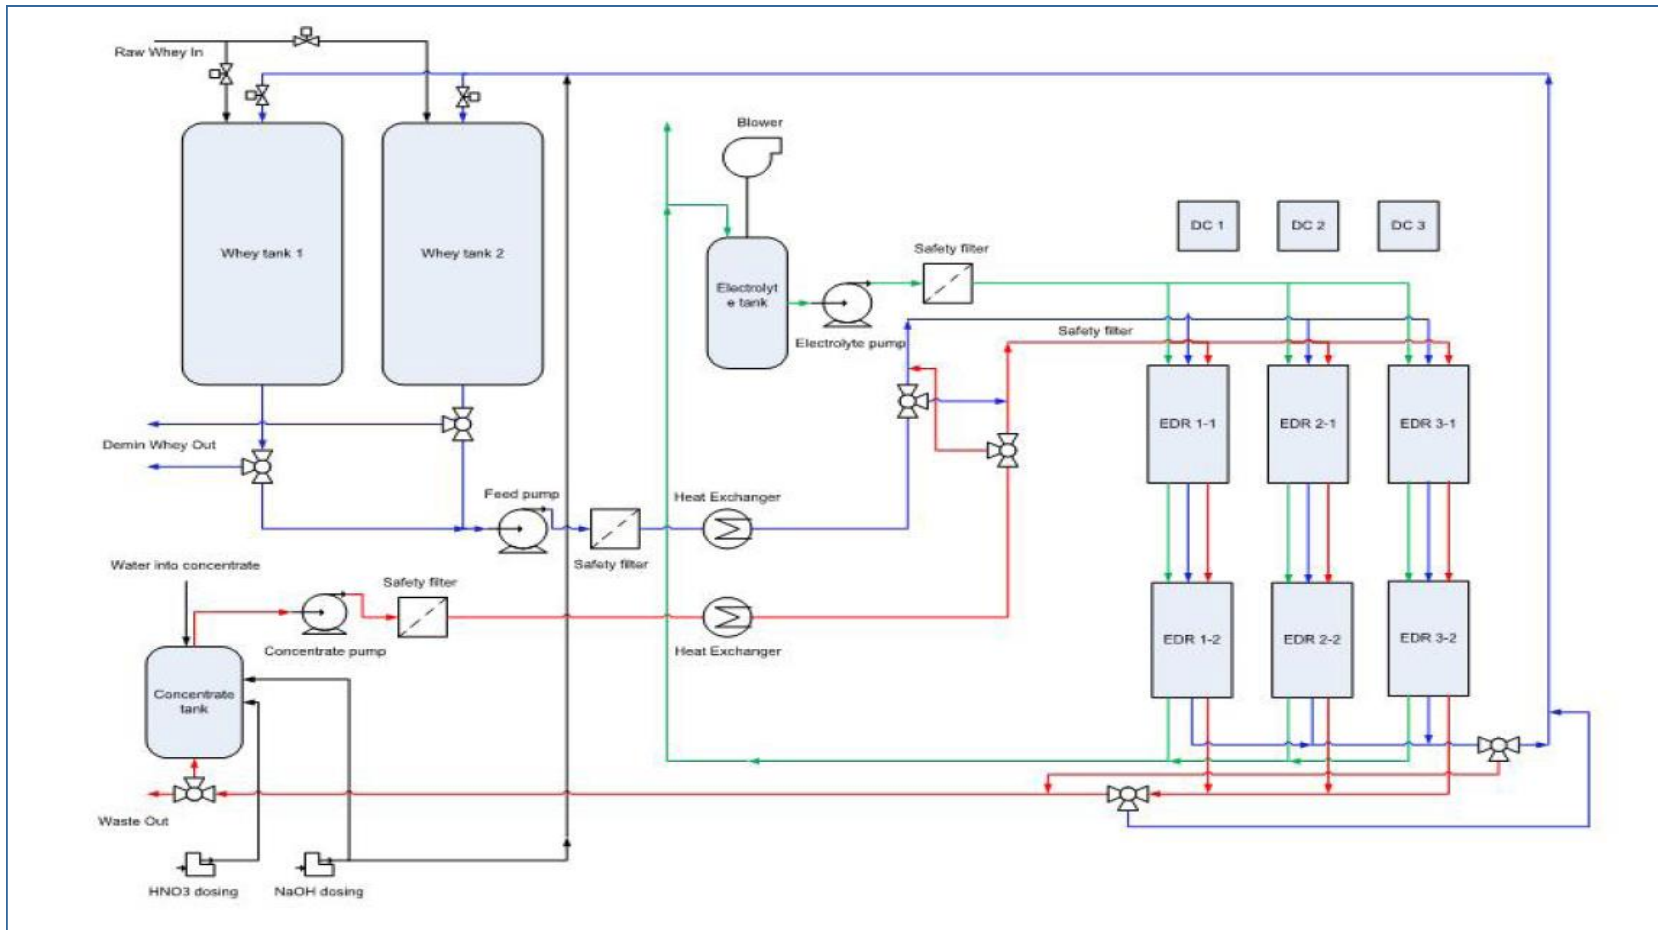 Raw Whey In
Blower
DC 1
DC 2
DC 3
Whey tank 1
Whey tank 2
Safety filter
Electrolyt
e tank
Electrolyte pump
Safety filter
EDR 1-1
EDR 2-1
EDR 3-1
Demin Whey Out
Feed pump
Heat Exchanger
Safety filter
Water into concentrate
Safety filter
Concentrate pump
Heat Exchanger
EDR 1-2
EDR 2-2
EDR 3-2
Concentrate
tank
Waste Out
HNO3 dosing
NaOH dosing